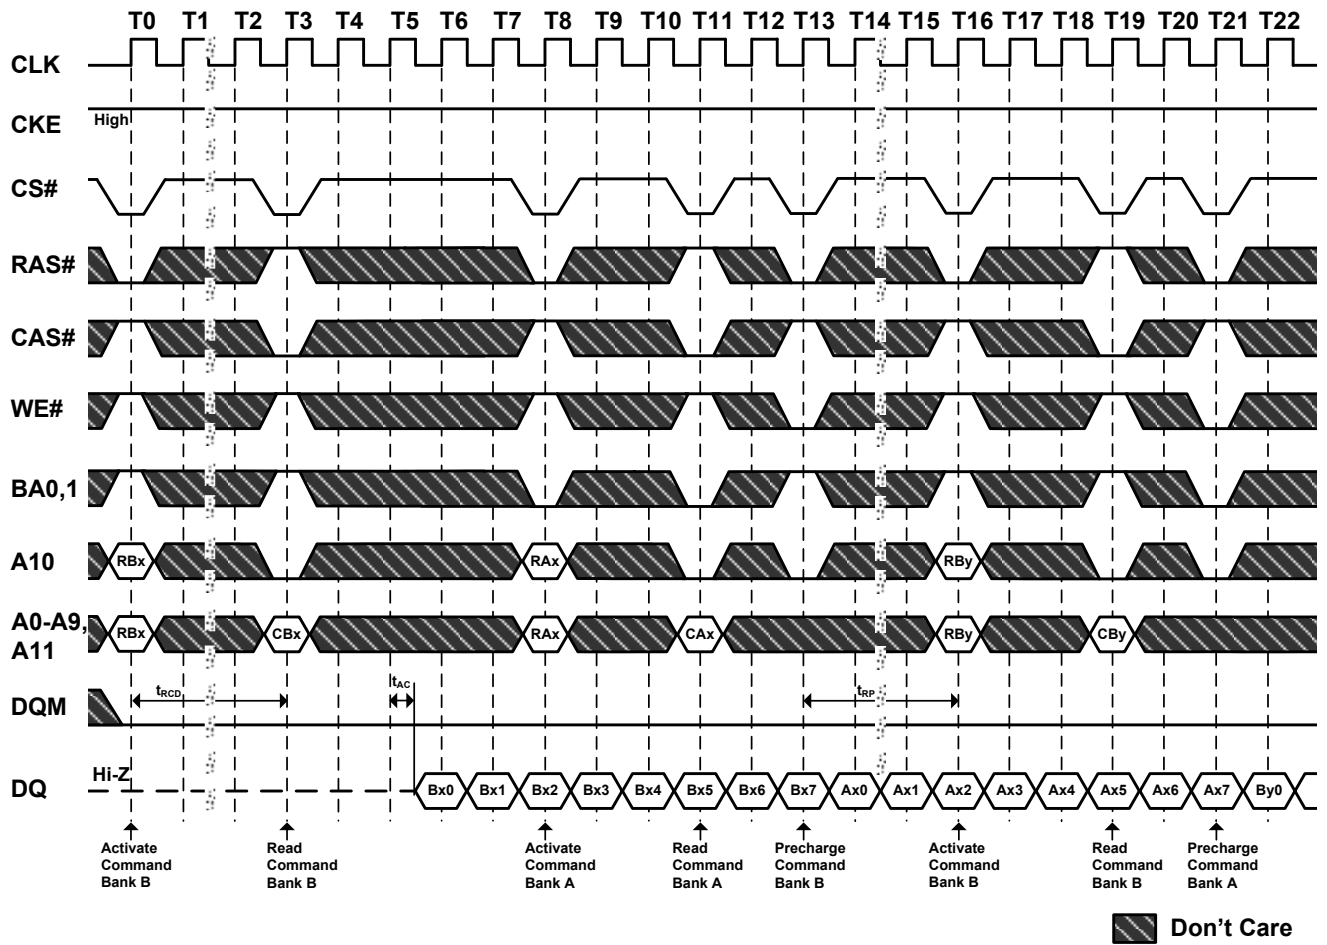 T0 T1 T2 T3 T4 T5 T6 T7 T8 T9 T10 T11 T12 T13 T14 T15 T16 T17 T18 T19 T20 T21 T22
CLK
CKE High
CS#
RAS#
CAS#
WE#
BA0,1
A10 RBx RAx RBy
A0-A9,
A11 RBx CBx RAx CAx RBy CBy
DQM tRCD tAC tRP
Hi-Z
DQ Bx0 Bx1 Bx2 Bx3 Bx4 Bx5 Bx6 Bx7 Ax0 Ax1 Ax2 Ax3 Ax4 Ax5 Ax6 Ax7 By0
Activate
Command
Bank B
Read
Command
Bank B
Activate
Command
Bank A
Read
Command
Bank A
Precharge
Command
Bank B
Activate
Command
Bank B
Read
Command
Bank B
Precharge
Command
Bank A
Don't Care